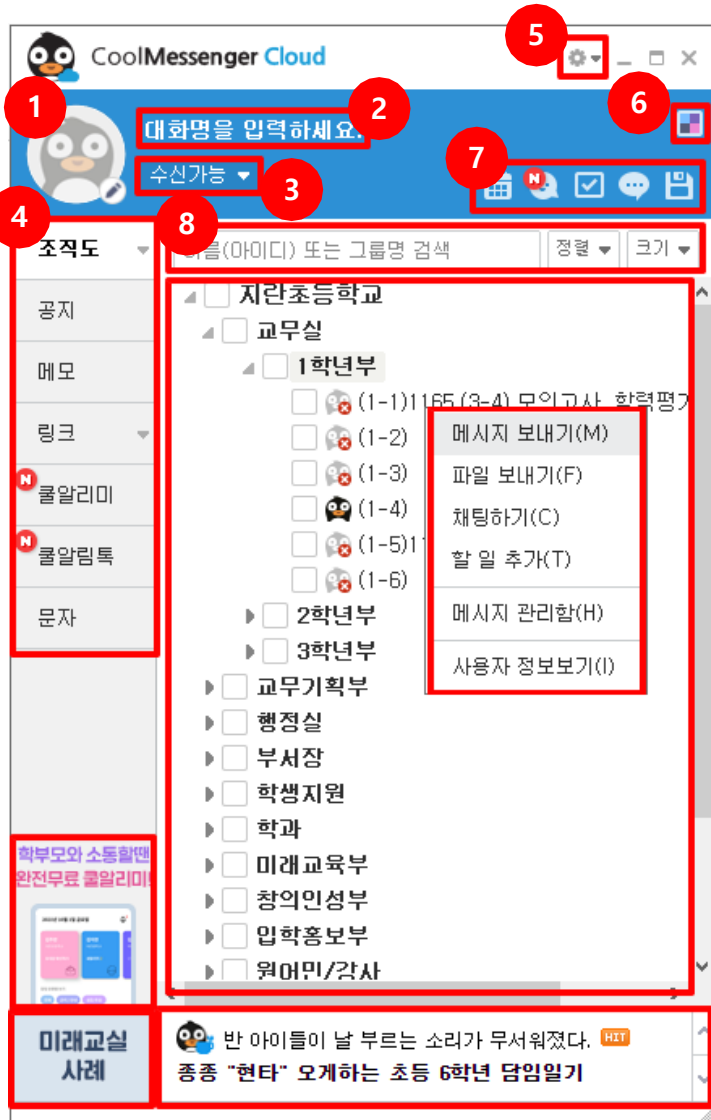 CoolMessenger Cloud
5
1
2
6
대화명을 입력하세요.
7
수신가능
3
N
4
8
조직도
이름(아이디) 또는 그룹명 검색
정렬
크기
공지
메모
링크
N
쿨알리미
N
쿨알림톡
문자
지란초등학교
교무실
1학년부
(1-1)1165 (3-4) 모의고사, 학력평가
(1-2)
(1-3)
(1-4)
(1-5)1
(1-6)
메시지 보내기(M)
파일 보내기(F)
채팅하기(C)
할 일 추가(T)
메시지 관리함(H)
사용자 정보보기(I)
2학년부
3학년부
교무기획부
행정실
부서장
학생지원
학과
미래교육부
창의인성부
입학홍보부
원어민/강사
학부모와 소통할땐
완전무료 쿨알리미!
미래교실
사례
반 아이들이 날 부르는 소리가 무서워졌다. HIT
종종 "현타" 오게하는 초등 6학년 담임일기